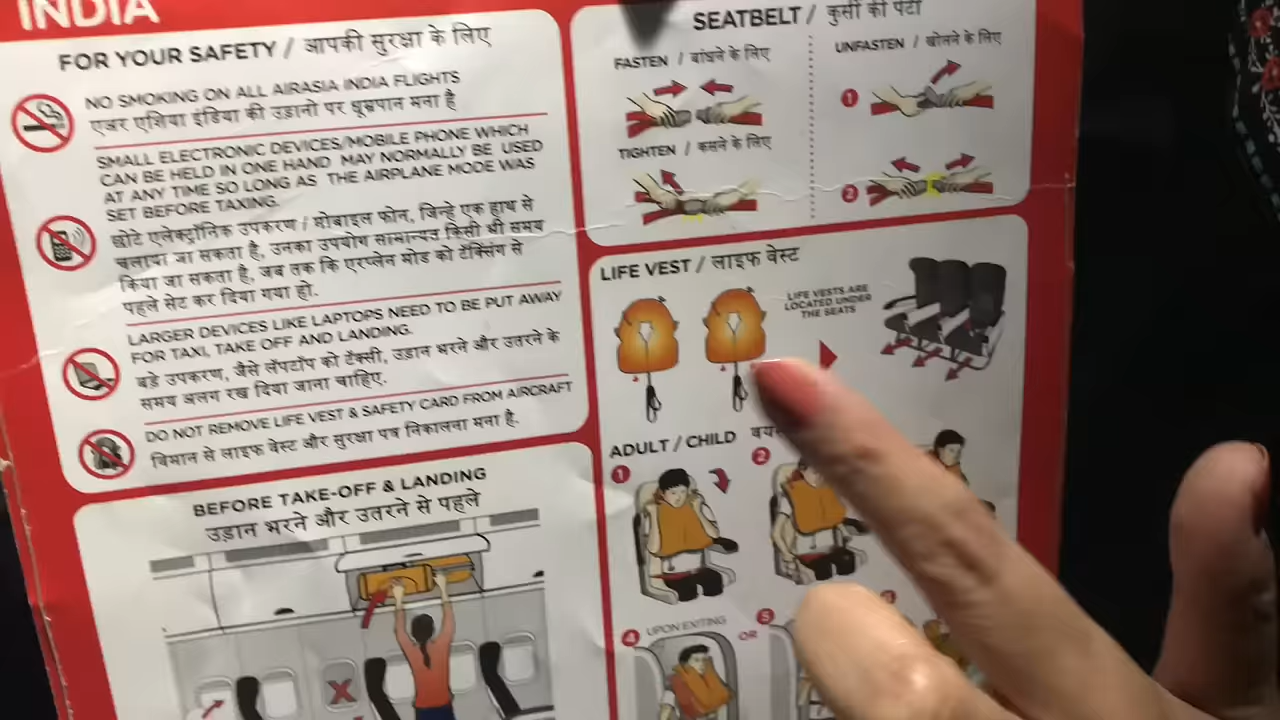 INDIA
FOR YOUR SAFETY / आपकी सुरक्षा के लिए
NO SMOKING ON ALL AIRASIA INDIA FLIGHTS
एअर एशिया इंडिया की उडानो पर धूम्रपान मना है
SMALL ELECTRONIC DEVICES/MOBILE PHONE WHICH
CAN BE HELD IN ONE HAND MAY NORMALLY BE USED
AT ANY TIME SO LONG AS THE AIRPLANE MODE WAS
SET BEFORE TAXING.
छोटे एलेक्ट्रॉनिक उपकरण / मोबाइल फोन, जिन्हे एक हाथ से
चलाया जा सकता है, उनका उपयोग सामान्यत किसी भी समय
किया जा सकता है, जब तक कि एरप्लेन मोड को टॅक्सिंग से
पहले सेट कर दिया गया हो.
LARGER DEVICES LIKE LAPTOPS NEED TO BE PUT AWAY
FOR TAXI, TAKE OFF AND LANDING.
बड़े उपकरण, जैसे लॅपटॉप को टॅक्सी, उड़ान भरने और उतरने के
समय अलग रख दिया जाना चाहिए.
DO NOT REMOVE LIFE VEST & SAFETY CARD FROM AIRCRAFT
विमान से लाइफ वेस्ट और सुरक्षा पत्र निकालना मना है.
BEFORE TAKE-OFF & LANDING
उड़ान भरने और उतरने से पहले
X
SEATBELT / कुर्सी की पेटी
FASTEN / बांधने के लिए
UNFASTEN / खोलने के लिए
1
TIGHTEN / कसने के लिए
2
LIFE VEST / लाइफ वेस्ट
LIFE VESTS ARE
LOCATED UNDER
THE SEATS
ADULT / CHILD
1
2
4 UPON EXITING
OR
5